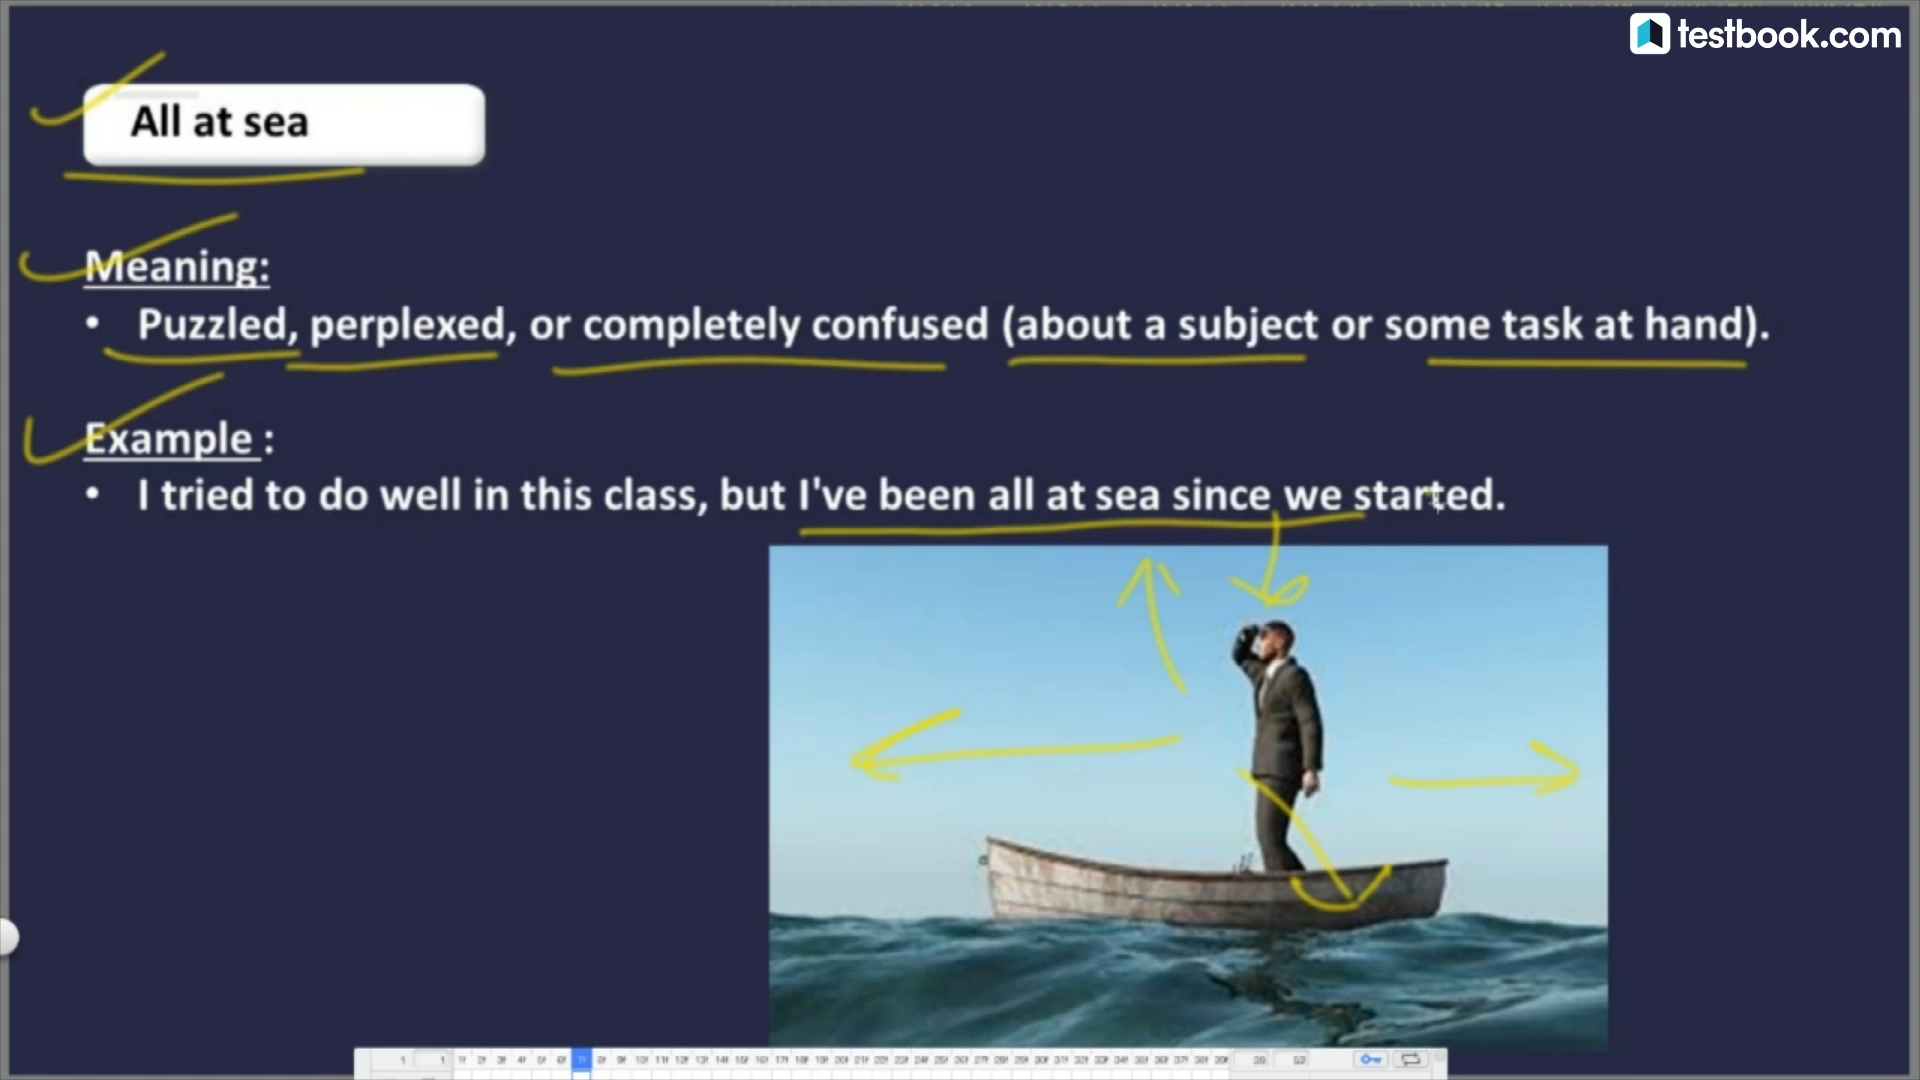 testbook.com
All at sea
Meaning:
• Puzzled, perplexed, or completely confused (about a subject or some task at hand).
Example :
• I tried to do well in this class, but I've been all at sea since we started.